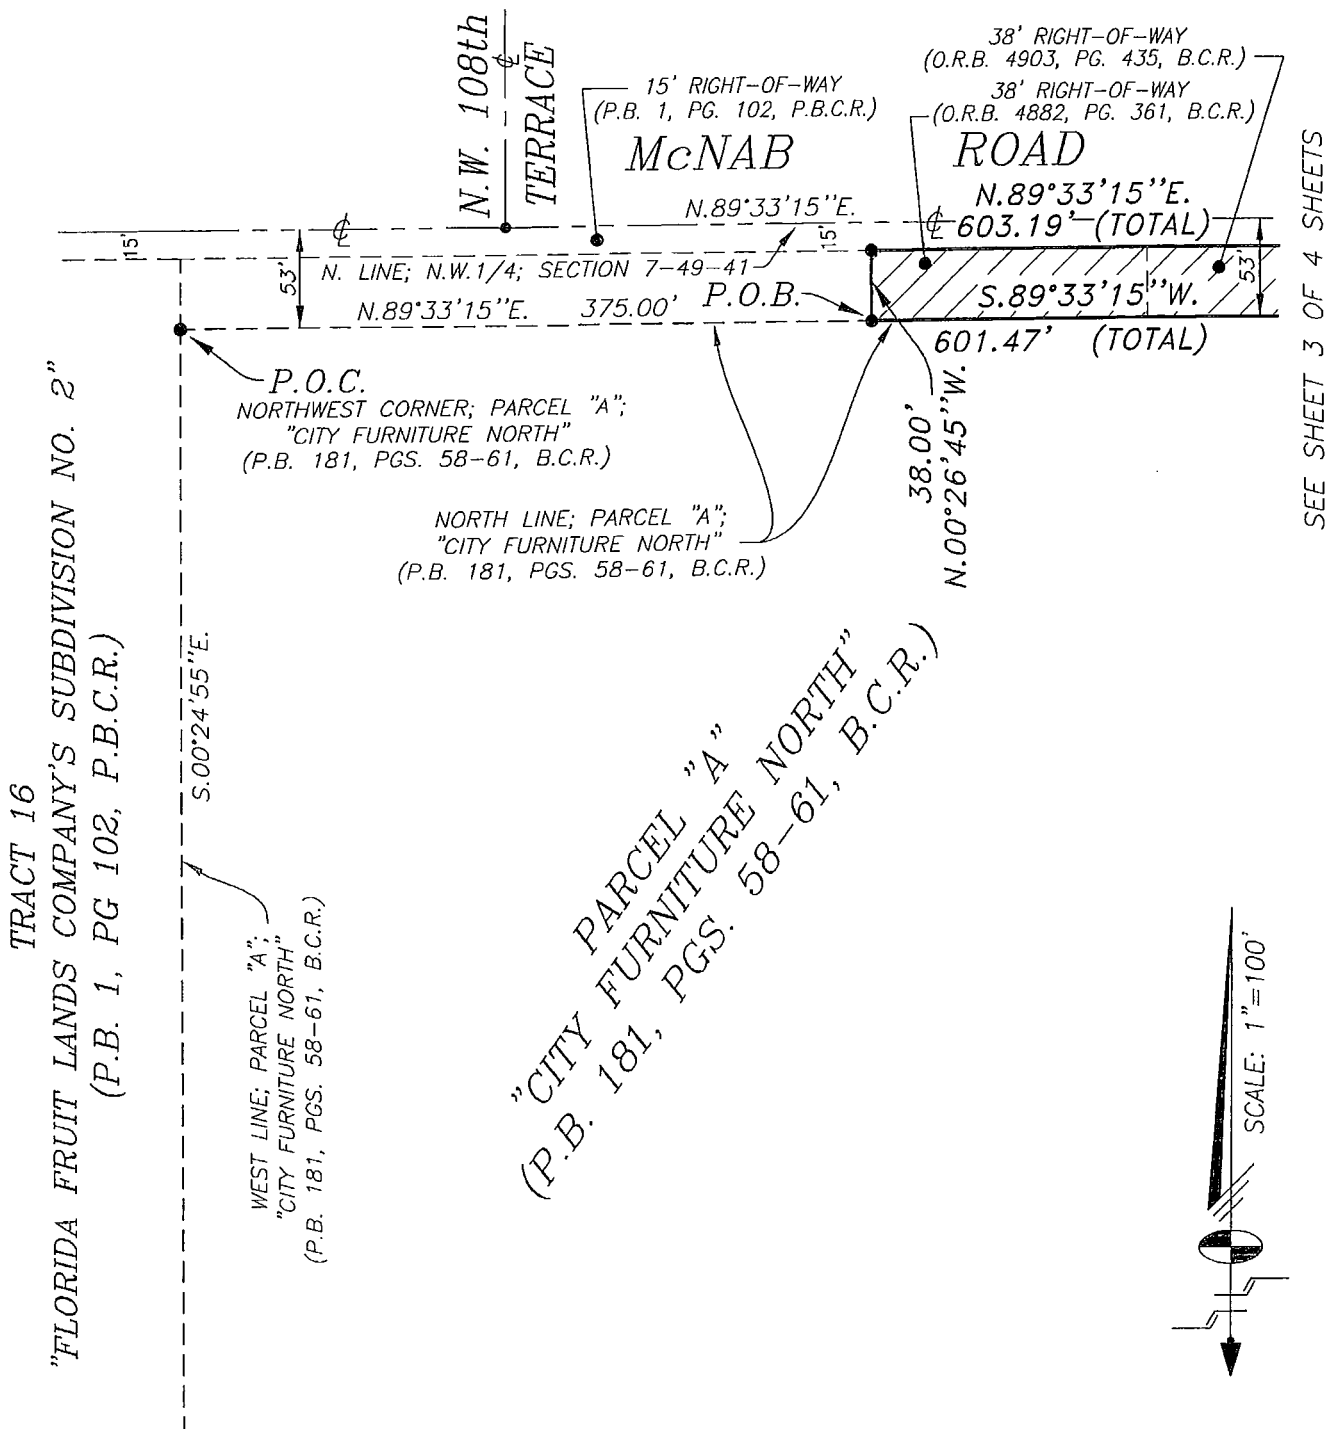 N.W. 108th
℄
TERRACE
15' RIGHT-OF-WAY
(P.B. 1, PG. 102, P.B.C.R.)
38' RIGHT-OF-WAY
(O.R.B. 4903, PG. 435, B.C.R.)
38' RIGHT-OF-WAY
(O.R.B. 4882, PG. 361, B.C.R.)
McNAB ROAD
N.89°33'15"E.
603.19' (TOTAL)
N.89°33'15"E.
℄
℄
15'
15'
53'
53'
N. LINE; N.W.1/4; SECTION 7-49-41
N.89°33'15"E. 375.00'
P.O.B.
S.89°33'15"W.
601.47' (TOTAL)
SEE SHEET 3 OF 4 SHEETS
P.O.C.
NORTHWEST CORNER; PARCEL "A";
"CITY FURNITURE NORTH"
(P.B. 181, PGS. 58-61, B.C.R.)
38.00'
N.00°26'45"W.
NORTH LINE; PARCEL "A";
"CITY FURNITURE NORTH"
(P.B. 181, PGS. 58-61, B.C.R.)
TRACT 16
"FLORIDA FRUIT LANDS COMPANY'S SUBDIVISION NO. 2"
(P.B. 1, PG 102, P.B.C.R.)
S.00°24'55"E.
WEST LINE; PARCEL "A";
"CITY FURNITURE NORTH"
(P.B. 181, PGS. 58-61, B.C.R.)
PARCEL "A"
"CITY FURNITURE NORTH"
(P.B. 181, PGS. 58-61, B.C.R.)
SCALE: 1"=100'